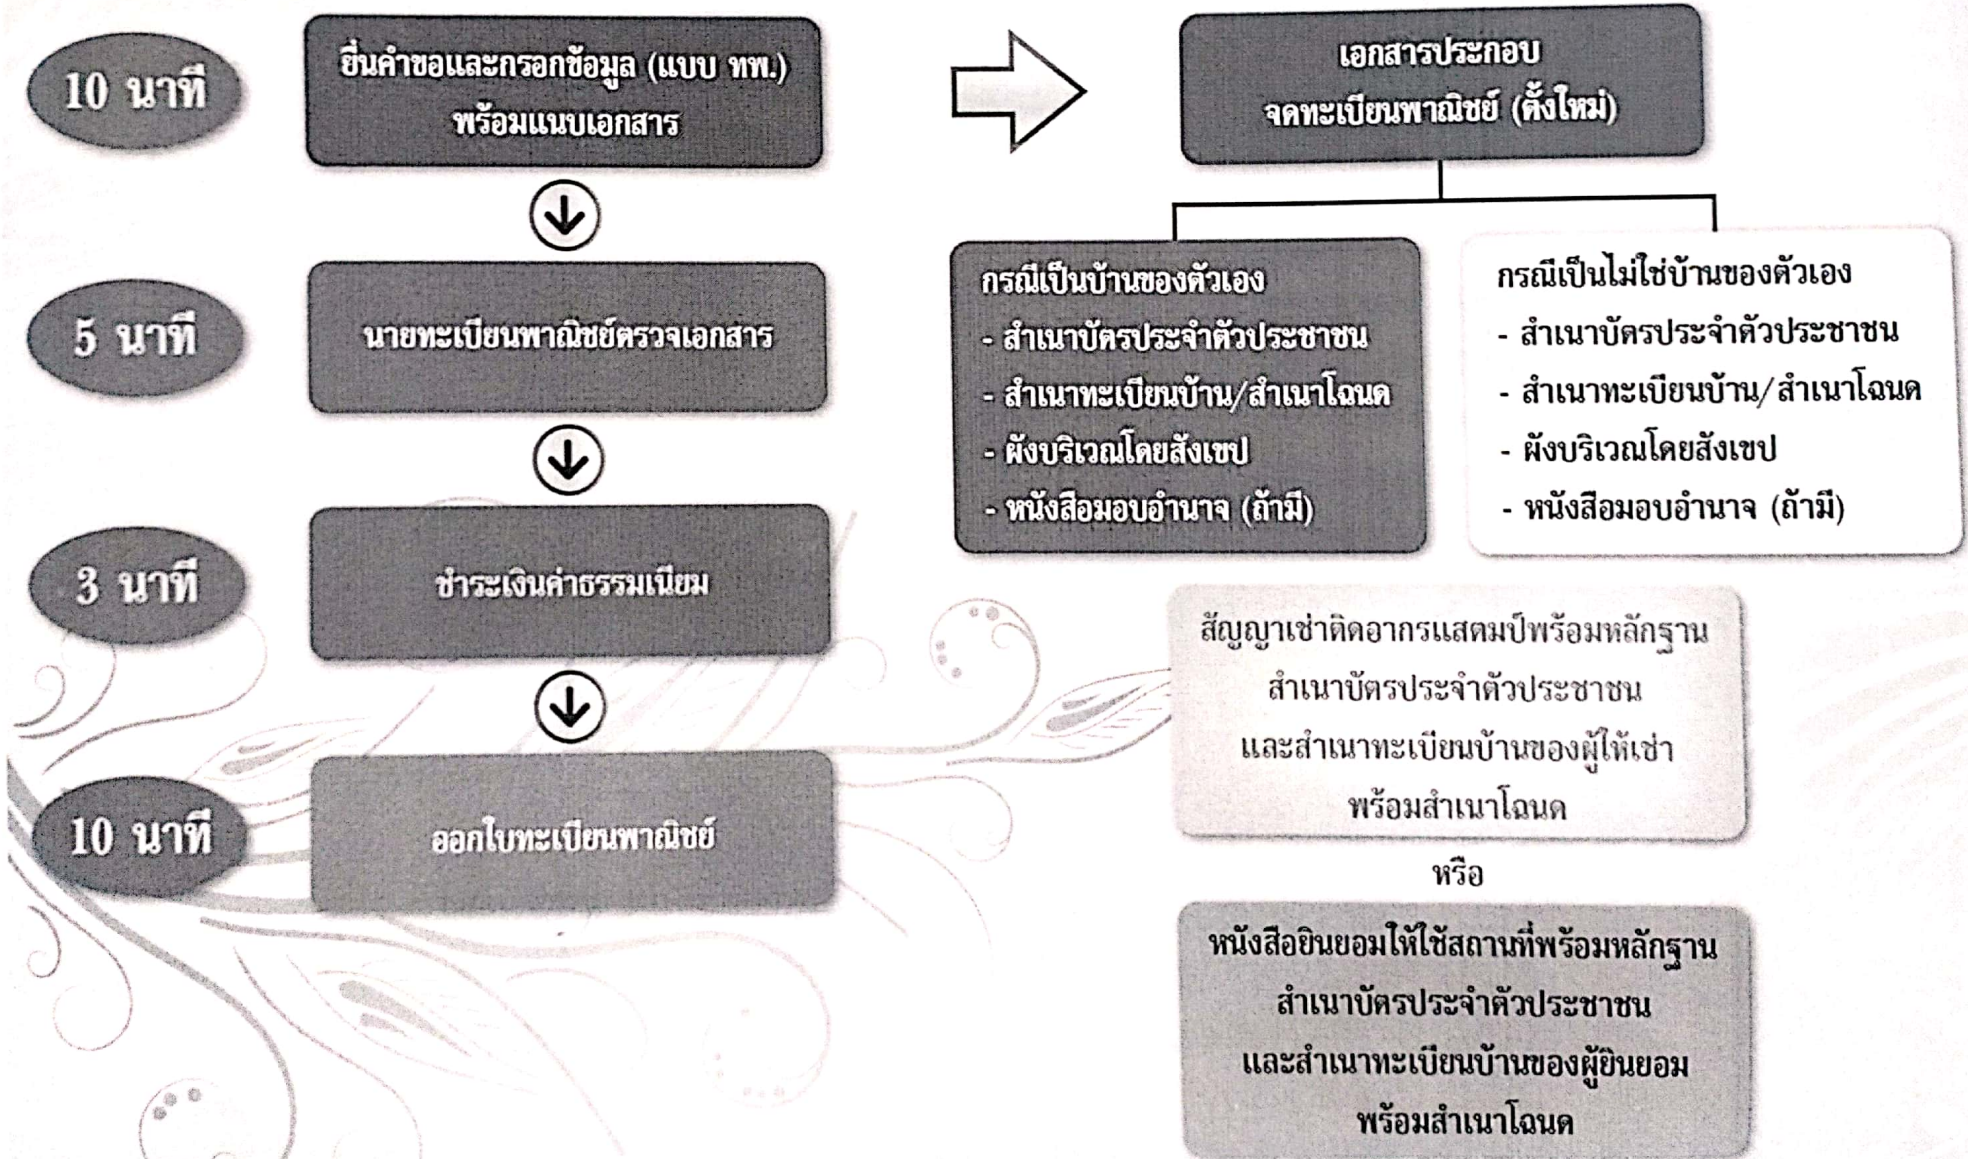 10 นาที
ยื่นคำขอและกรอกข้อมูล (แบบ ทพ.)
พร้อมแนบเอกสาร
5 นาที
นายทะเบียนพาณิชย์ตรวจเอกสาร
3 นาที
ชำระเงินค่าธรรมเนียม
10 นาที
ออกใบทะเบียนพาณิชย์
เอกสารประกอบ
จดทะเบียนพาณิชย์ (ตั้งใหม่)
กรณีเป็นบ้านของตัวเอง
- สำเนาบัตรประจำตัวประชาชน
- สำเนาทะเบียนบ้าน/สำเนาโฉนด
- ผังบริเวณโดยสังเขป
- หนังสือมอบอำนาจ (ถ้ามี)
กรณีเป็นไม่ใช่บ้านของตัวเอง
- สำเนาบัตรประจำตัวประชาชน
- สำเนาทะเบียนบ้าน/สำเนาโฉนด
- ผังบริเวณโดยสังเขป
- หนังสือมอบอำนาจ (ถ้ามี)
สัญญาเช่าติดอากรแสตมป์พร้อมหลักฐาน
สำเนาบัตรประจำตัวประชาชน
และสำเนาทะเบียนบ้านของผู้ให้เช่า
พร้อมสำเนาโฉนด
หรือ
หนังสือยินยอมให้ใช้สถานที่พร้อมหลักฐาน
สำเนาบัตรประจำตัวประชาชน
และสำเนาทะเบียนบ้านของผู้ยินยอม
พร้อมสำเนาโฉนด